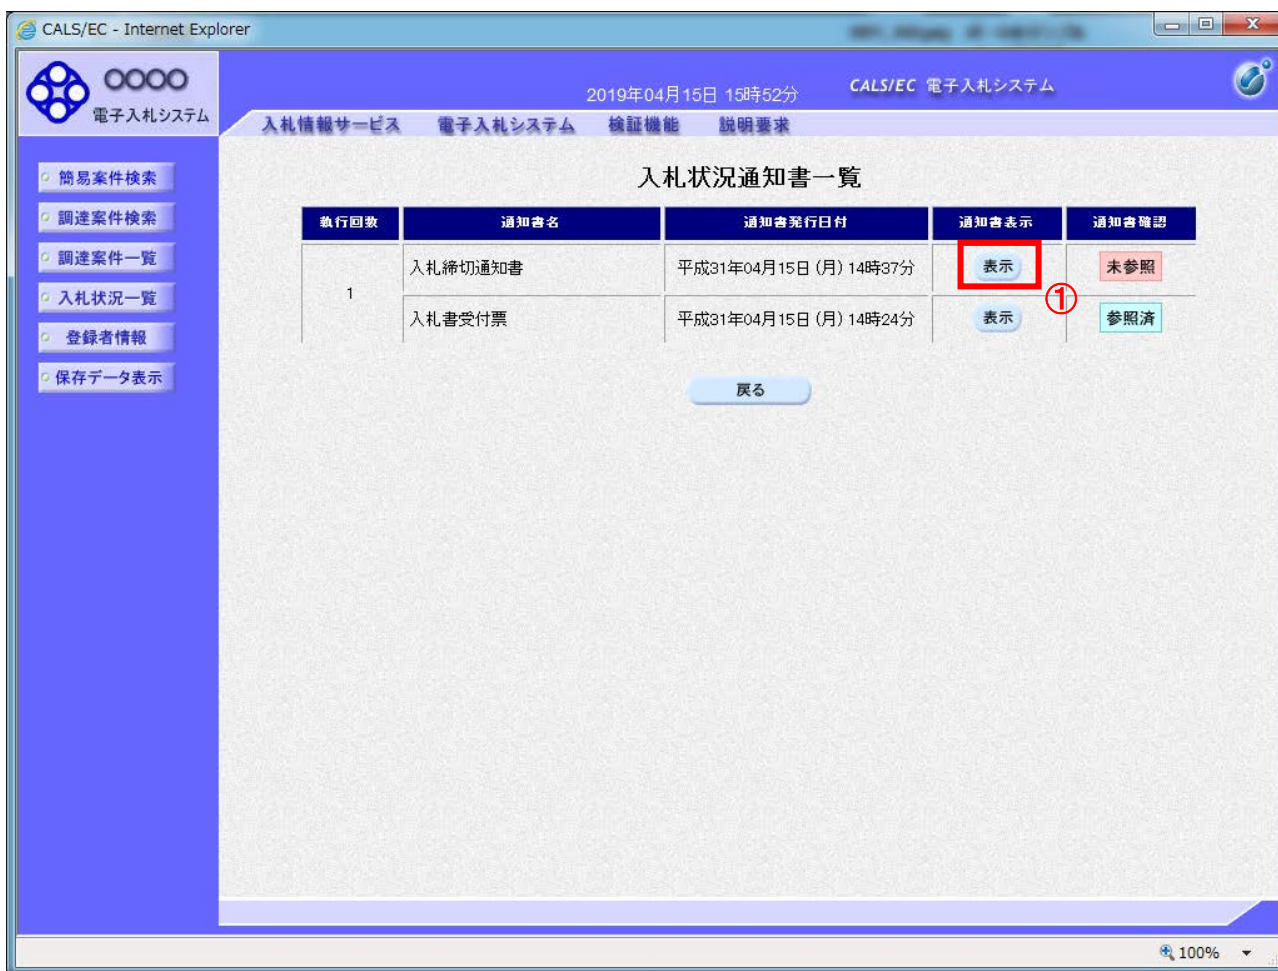 CALS/EC - Internet Explorer
○○○○
電子入札システム
2019年04月15日 15時52分
CALS/EC 電子入札システム
入札情報サービス 電子入札システム 検証機能 説明要求
簡易案件検索
調達案件検索
調達案件一覧
入札状況一覧
登録者情報
保存データ表示
入札状況通知書一覧
執行回数 通知書名 通知書発行日付 通知書表示 通知書確認
1
入札締切通知書 平成31年04月15日 (月) 14時37分 表示 未参照
①
入札書受付票 平成31年04月15日 (月) 14時24分 表示 参照済
戻る
100%